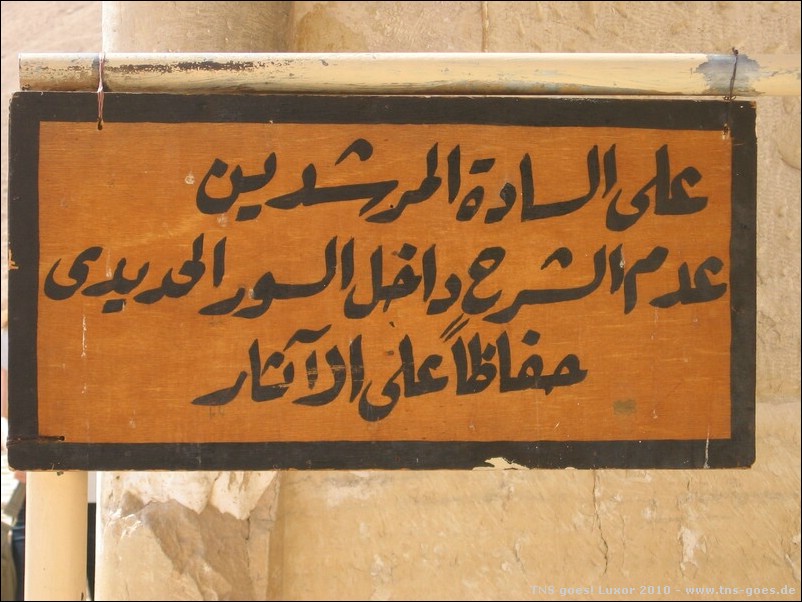 على السادة المرشدين
عدم الشرح داخل السور الحديدى
حفاظاً على الآثار
TNS goes! Luxor 2010 - www.tns-goes.de